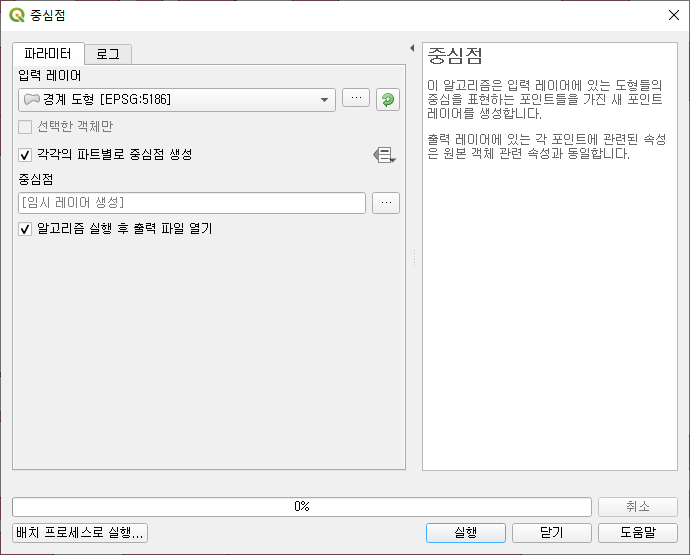 중심점
파라미터
로그
입력 레이어
경계 도형 [EPSG:5186]
...
선택한 객체만
각각의 파트별로 중심점 생성
중심점
[임시 레이어 생성]
...
알고리즘 실행 후 출력 파일 열기
중심점
이 알고리즘은 입력 레이어에 있는 도형들의
중심을 표현하는 포인트들을 가진 새 포인트
레이어를 생성합니다.
출력 레이어에 있는 각 포인트에 관련된 속성
은 원본 객체 관련 속성과 동일합니다.
0%
취소
배치 프로세스로 실행...
실행
닫기
도움말